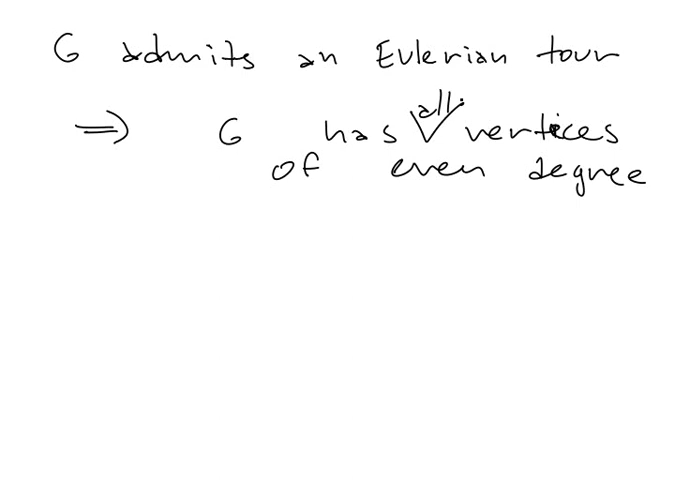 G admits an Eulerian tour
⇒ G has all vertices
of even degree